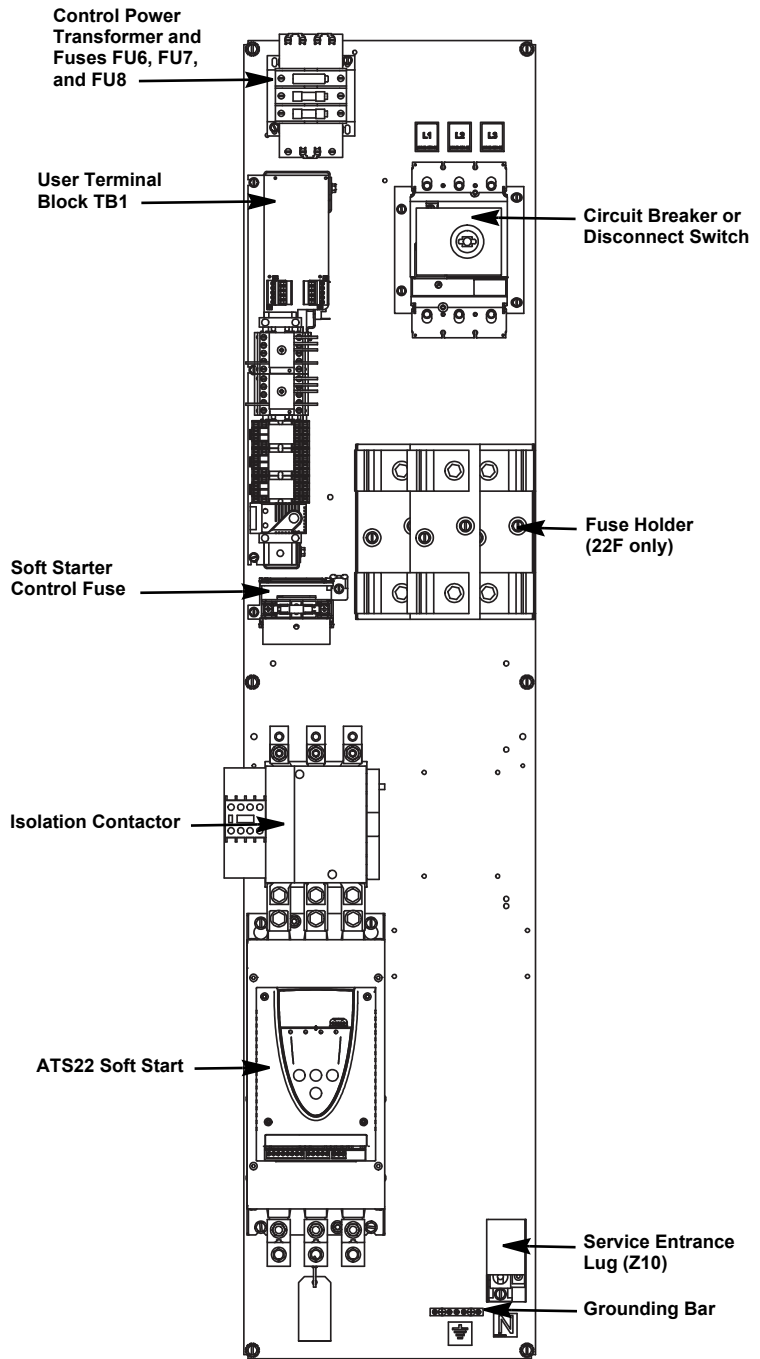 Control Power
Transformer and
Fuses FU6, FU7,
and FU8
L1 L2 L3
User Terminal
Block TB1
Circuit Breaker or
Disconnect Switch
Fuse Holder
(22F only)
Soft Starter
Control Fuse
Isolation Contactor
ATS22 Soft Start
Service Entrance
Lug (Z10)
Grounding Bar
N